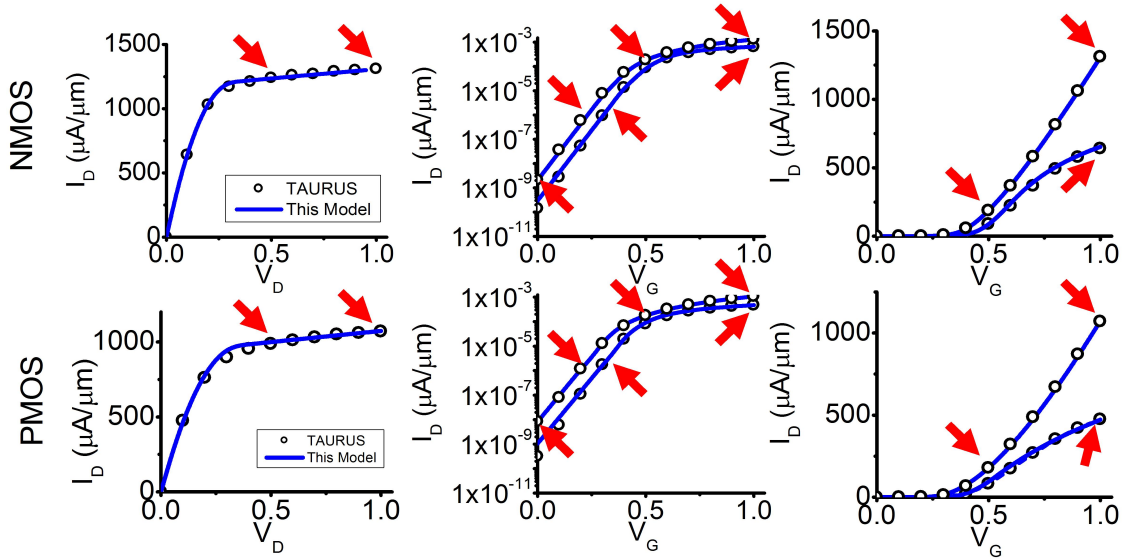 NMOS
I_D (μA/μm)
1500
1000
500
0
0.0 0.5 1.0
V_D
TAURUS
This Model
I_D (μA/μm)
1x10⁻³
1x10⁻⁵
1x10⁻⁷
1x10⁻⁹
1x10⁻¹¹
0.0 0.5 1.0
V_G
I_D (μA/μm)
1500
1000
500
0
0.0 0.5 1.0
V_G
PMOS
I_D (μA/μm)
1000
500
0
0.0 0.5 1.0
V_D
TAURUS
This Model
I_D (μA/μm)
1x10⁻³
1x10⁻⁵
1x10⁻⁷
1x10⁻⁹
1x10⁻¹¹
0.0 0.5 1.0
V_G
I_D (μA/μm)
1000
500
0
0.0 0.5 1.0
V_G